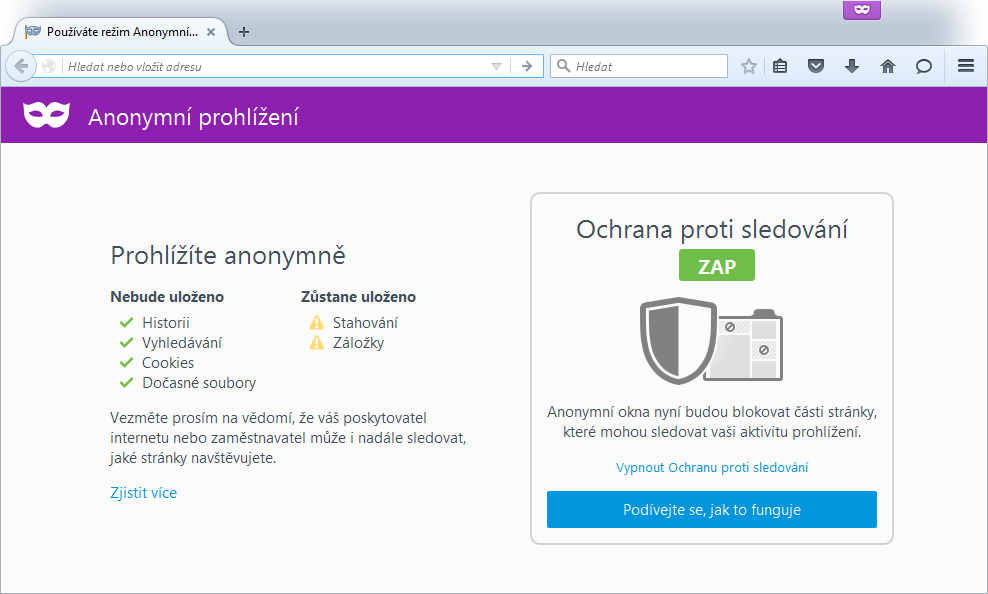 Používáte režim Anonymní...
Hledat nebo vložit adresu
Hledat
Anonymní prohlížení
Prohlížíte anonymně
Nebude uloženo
Historii
Vyhledávání
Cookies
Dočasné soubory
Zůstane uloženo
Stahování
Záložky
Vezměte prosím na vědomí, že váš poskytovatel
internetu nebo zaměstnavatel může i nadále sledovat,
jaké stránky navštěvujete.
Zjistit více
Ochrana proti sledování
ZAP
Anonymní okna nyní budou blokovat části stránky,
které mohou sledovat vaši aktivitu prohlížení.
Vypnout Ochranu proti sledování
Podívejte se, jak to funguje